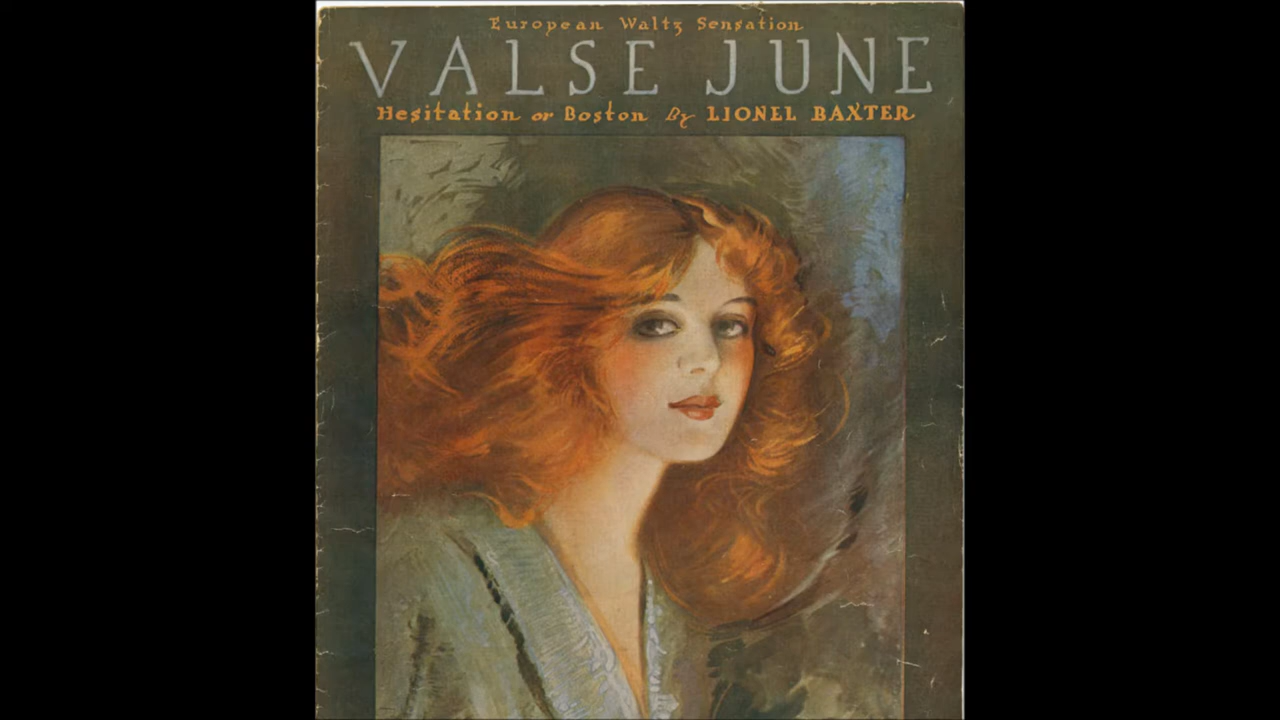 European Waltz Sensation
VALSE JUNE
Hesitation or Boston By LIONEL BAXTER